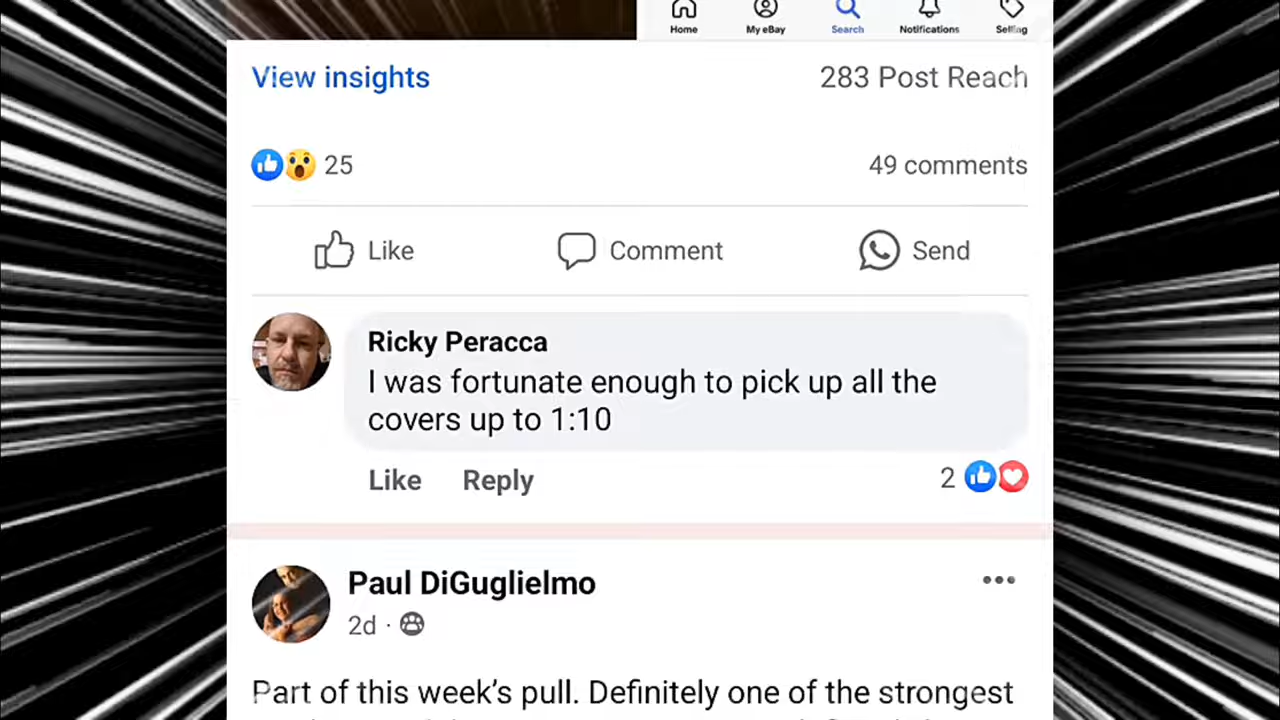 Home My eBay Search Notifications Selling
View insights 283 Post Reach
25 49 comments
Like Comment Send
Ricky Peracca
I was fortunate enough to pick up all the
covers up to 1:10
Like Reply 2
Paul DiGuglielmo
2d ·
Part of this week's pull. Definitely one of the strongest